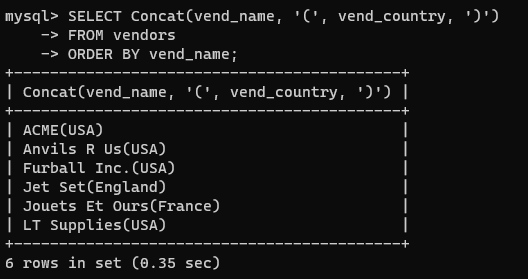 mysql> SELECT Concat(vend_name, '(', vend_country, ')')
    -> FROM vendors
    -> ORDER BY vend_name;
+-------------------------------------------+
| Concat(vend_name, '(', vend_country, ')') |
+-------------------------------------------+
| ACME(USA)                                 |
| Anvils R Us(USA)                          |
| Furball Inc.(USA)                         |
| Jet Set(England)                          |
| Jouets Et Ours(France)                    |
| LT Supplies(USA)                          |
+-------------------------------------------+
6 rows in set (0.35 sec)